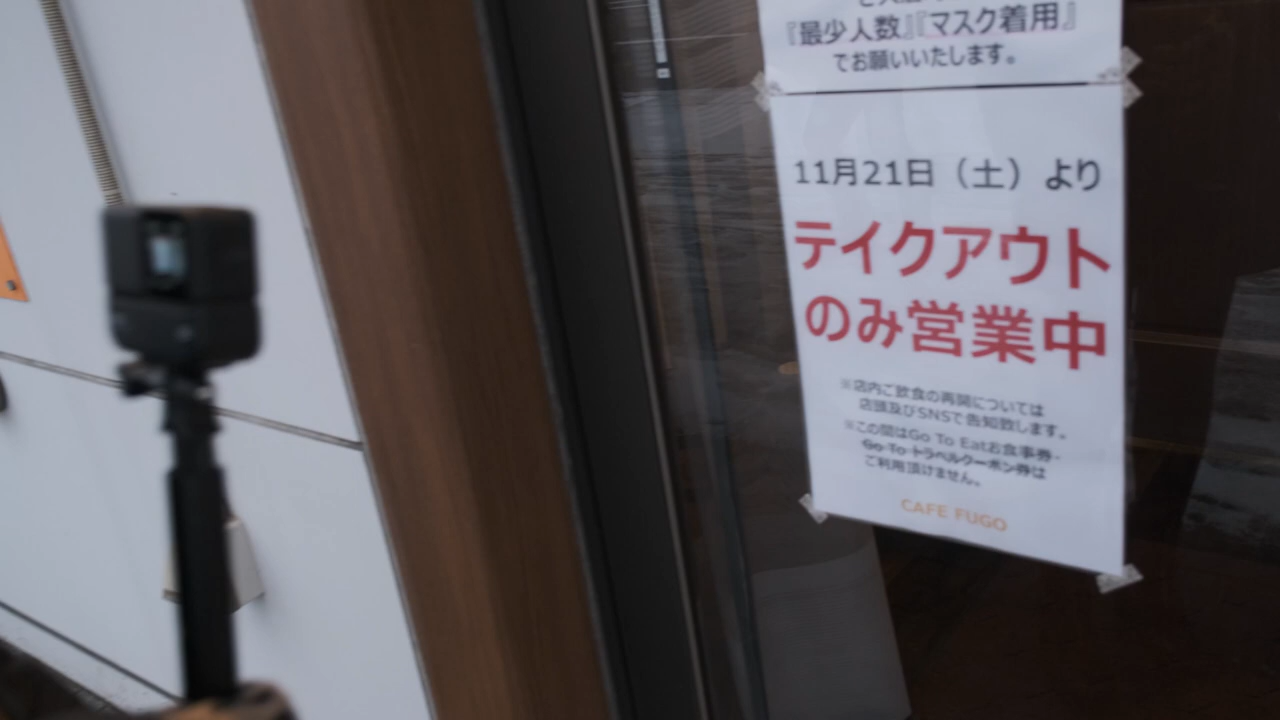 『最少人数』『マスク着用』
でお願いいたします。
11月21日（土）より
テイクアウト
のみ営業中
※店内ご飲食の再開については
店頭及びSNSで告知致します。
※この間はGo To Eatお食事券・
Go To トラベルクーポン券は
ご利用頂けません。
CAFE FUGO